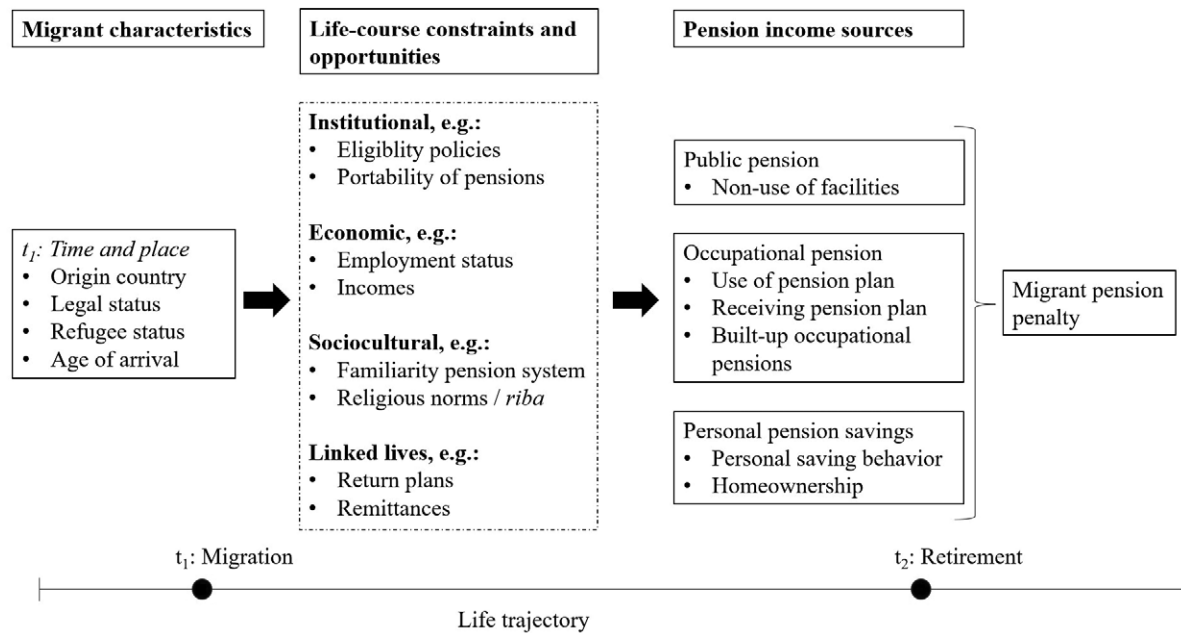 Migrant characteristics
Life-course constraints and
opportunities
Pension income sources
t₁: Time and place
• Origin country
• Legal status
• Refugee status
• Age of arrival
Institutional, e.g.:
• Eligiblity policies
• Portability of pensions
Economic, e.g.:
• Employment status
• Incomes
Sociocultural, e.g.:
• Familiarity pension system
• Religious norms / riba
Linked lives, e.g.:
• Return plans
• Remittances
Public pension
• Non-use of facilities
Occupational pension
• Use of pension plan
• Receiving pension plan
• Built-up occupational
pensions
Personal pension savings
• Personal saving behavior
• Homeownership
Migrant pension
penalty
t₁: Migration
t₂: Retirement
Life trajectory